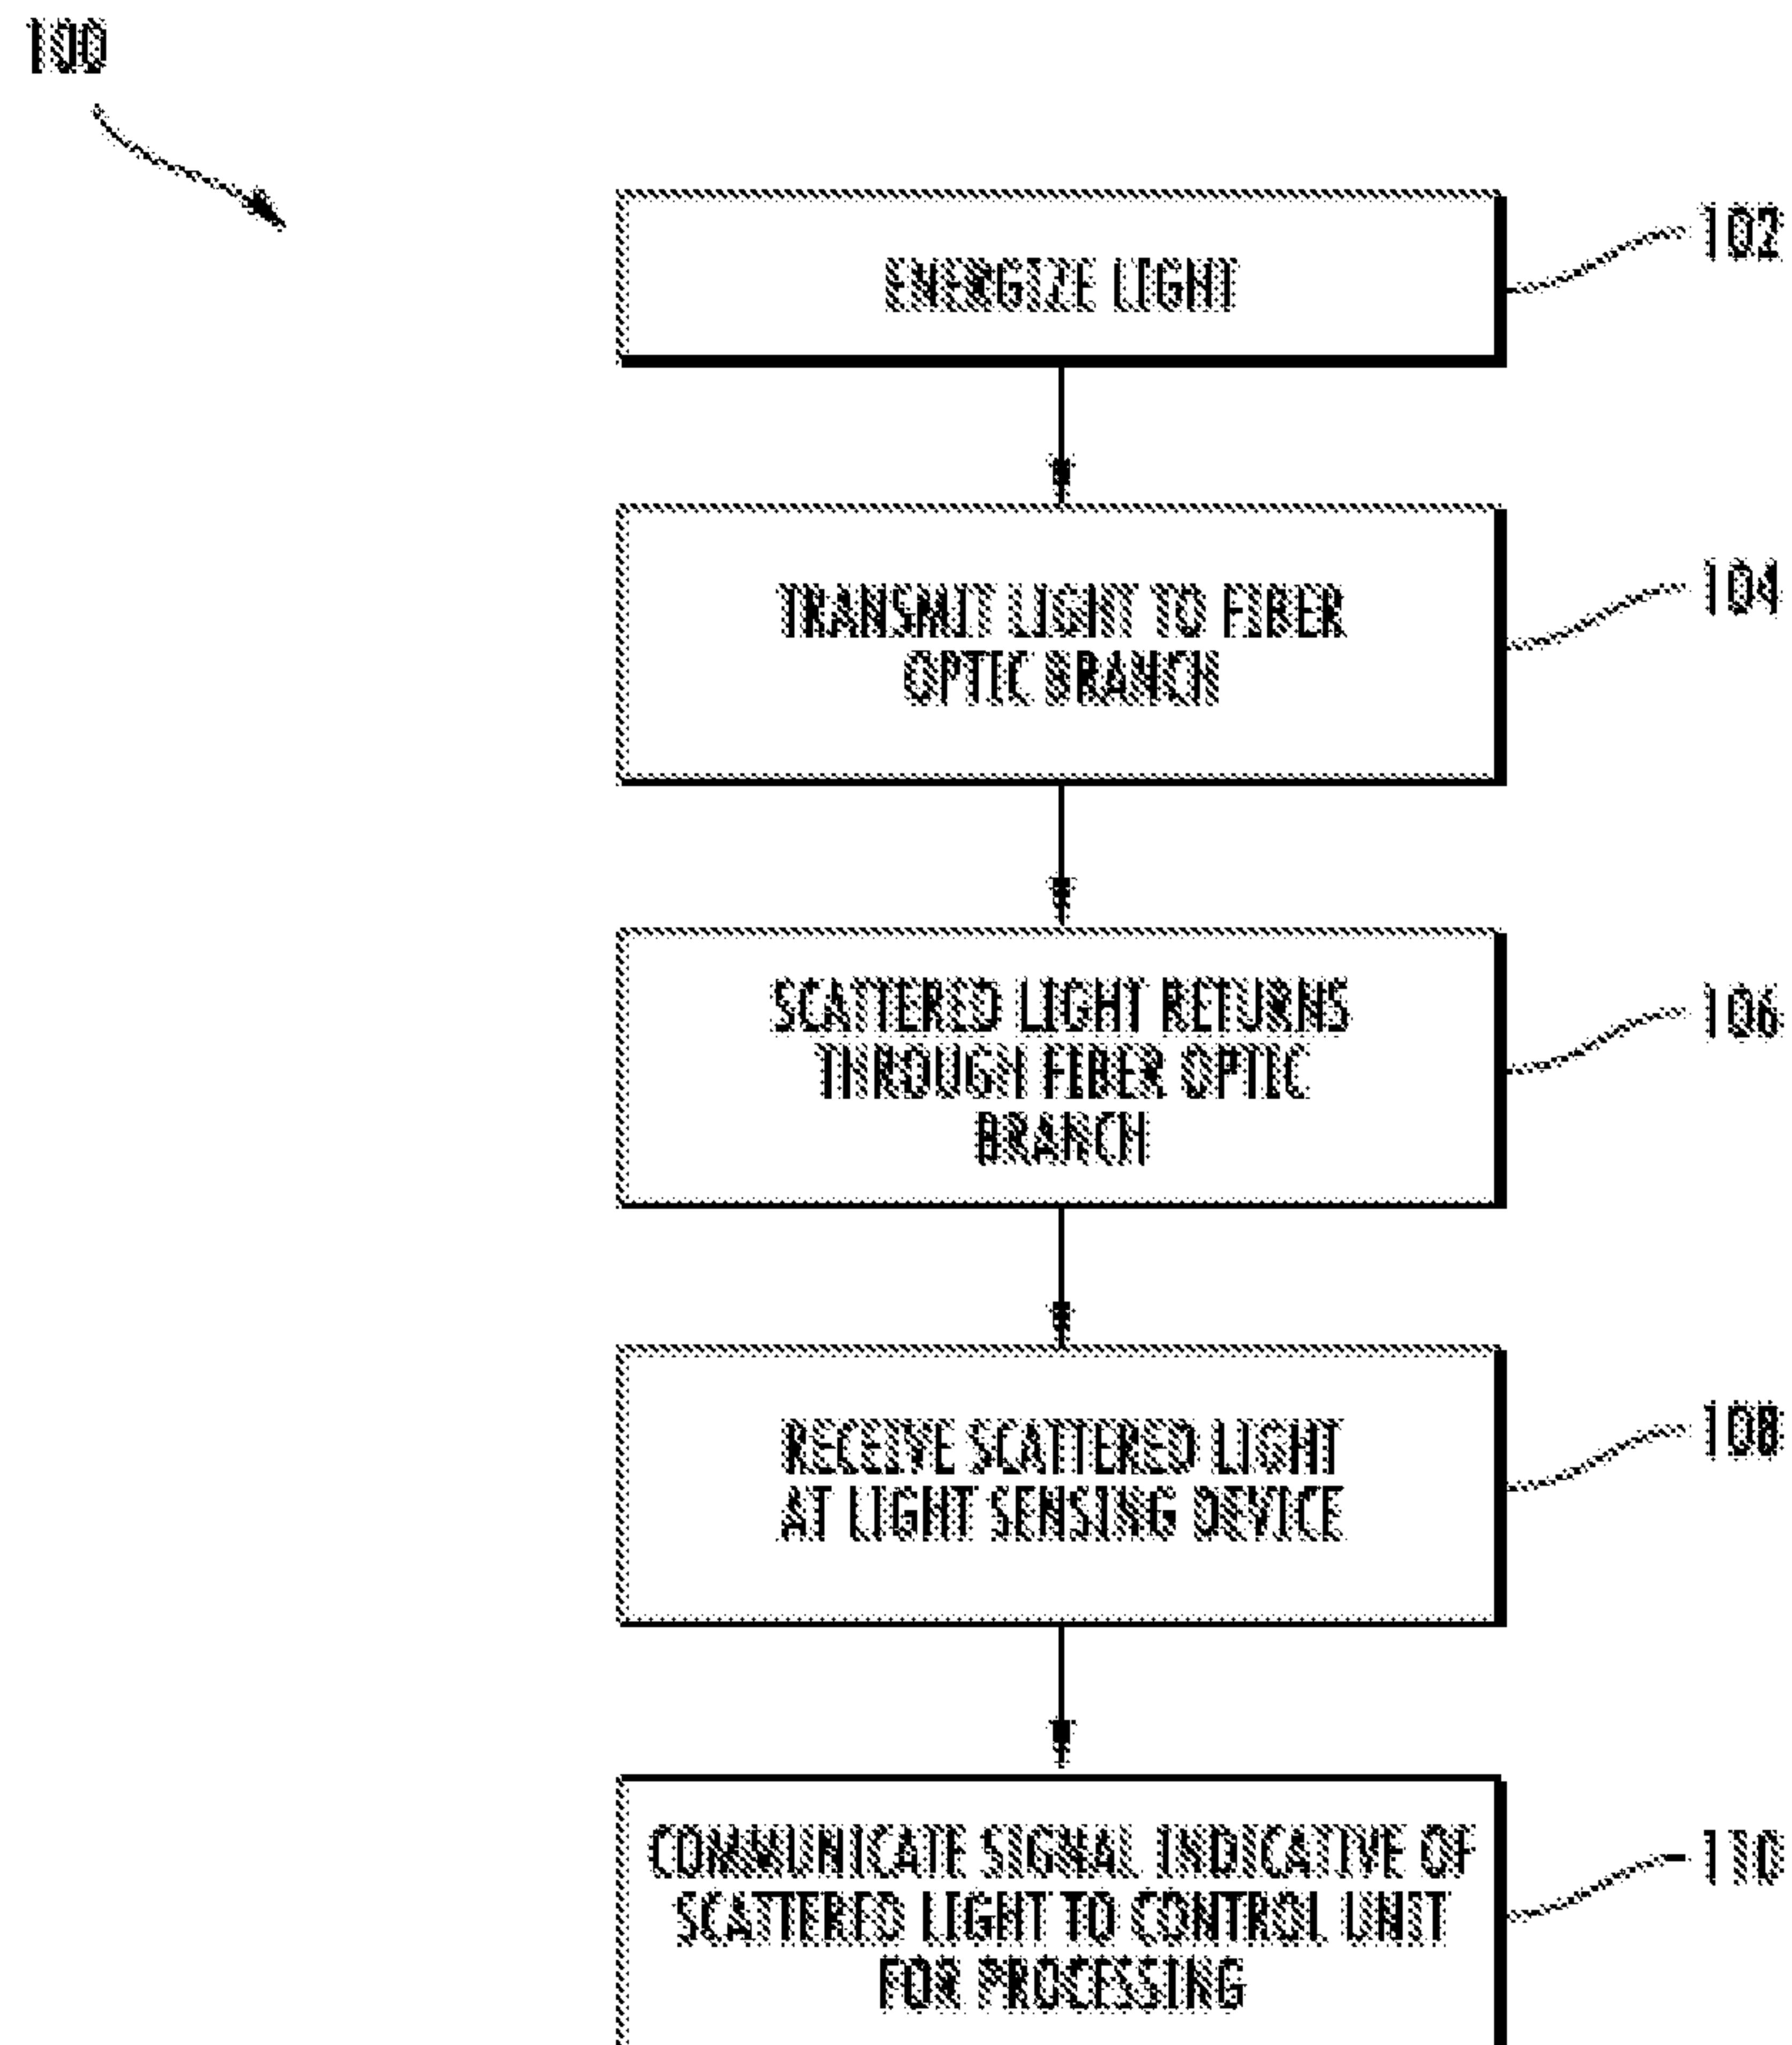 100
ENERGIZE LIGHT
102
TRANSMIT LIGHT TO FIBER
OPTIC BRANCH
104
SCATTERED LIGHT RETURNS
THROUGH FIBER OPTIC
BRANCH
106
RECEIVE SCATTERED LIGHT
AT LIGHT SENSING DEVICE
108
COMMUNICATE SIGNAL INDICATIVE OF
SCATTERED LIGHT TO CONTROL UNIT
FOR PROCESSING
110